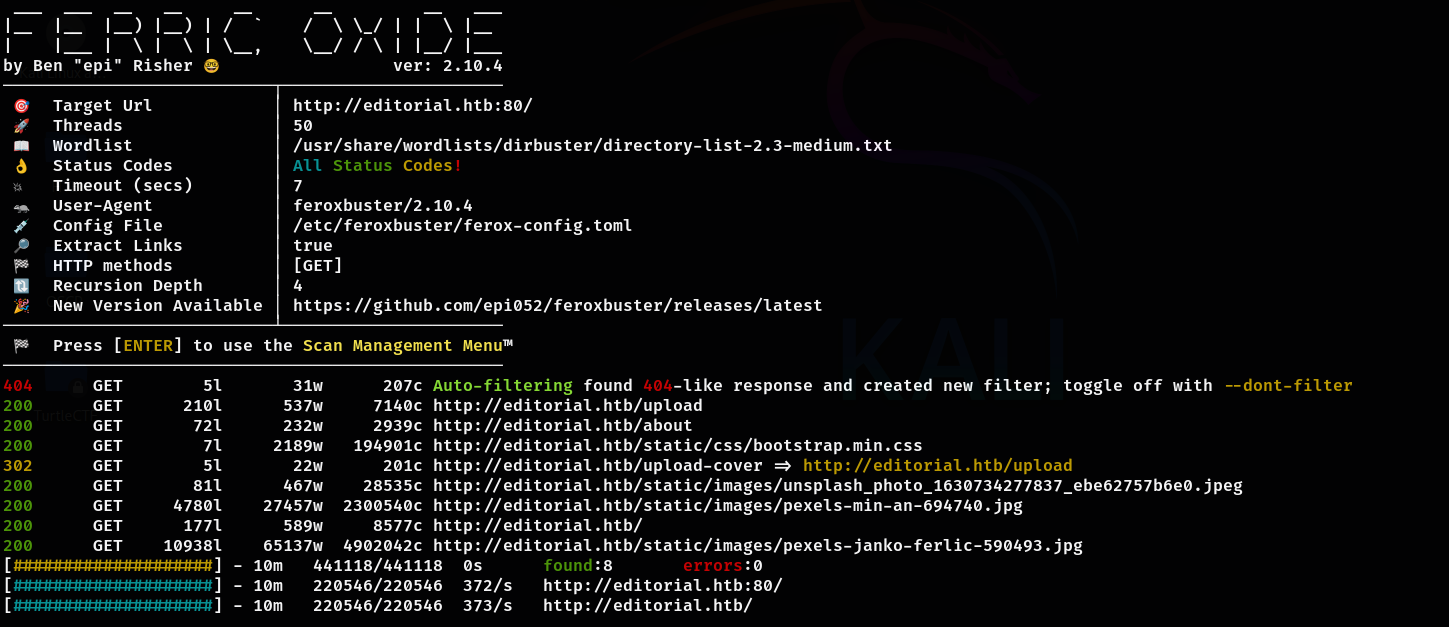 FERRIC OXIDE
by Ben "epi" Risher 🤓 ver: 2.10.4
🎯 Target Url │ http://editorial.htb:80/
🚀 Threads │ 50
📖 Wordlist │ /usr/share/wordlists/dirbuster/directory-list-2.3-medium.txt
👌 Status Codes │ All Status Codes!
💥 Timeout (secs) │ 7
🦡 User-Agent │ feroxbuster/2.10.4
💉 Config File │ /etc/feroxbuster/ferox-config.toml
🔎 Extract Links │ true
🏁 HTTP methods │ [GET]
🔃 Recursion Depth │ 4
🎉 New Version Available │ https://github.com/epi052/feroxbuster/releases/latest
🏁 Press [ENTER] to use the Scan Management Menu™
404 GET 5l 31w 207c Auto-filtering found 404-like response and created new filter; toggle off with --dont-filter
200 GET 210l 537w 7140c http://editorial.htb/upload
200 GET 72l 232w 2939c http://editorial.htb/about
200 GET 7l 2189w 194901c http://editorial.htb/static/css/bootstrap.min.css
302 GET 5l 22w 201c http://editorial.htb/upload-cover => http://editorial.htb/upload
200 GET 81l 467w 28535c http://editorial.htb/static/images/unsplash_photo_1630734277837_ebe62757b6e0.jpeg
200 GET 4780l 27457w 2300540c http://editorial.htb/static/images/pexels-min-an-694740.jpg
200 GET 177l 589w 8577c http://editorial.htb/
200 GET 10938l 65137w 4902042c http://editorial.htb/static/images/pexels-janko-ferlic-590493.jpg
[####################] - 10m 441118/441118 0s found:8 errors:0
[####################] - 10m 220546/220546 372/s http://editorial.htb:80/
[####################] - 10m 220546/220546 373/s http://editorial.htb/
KALI